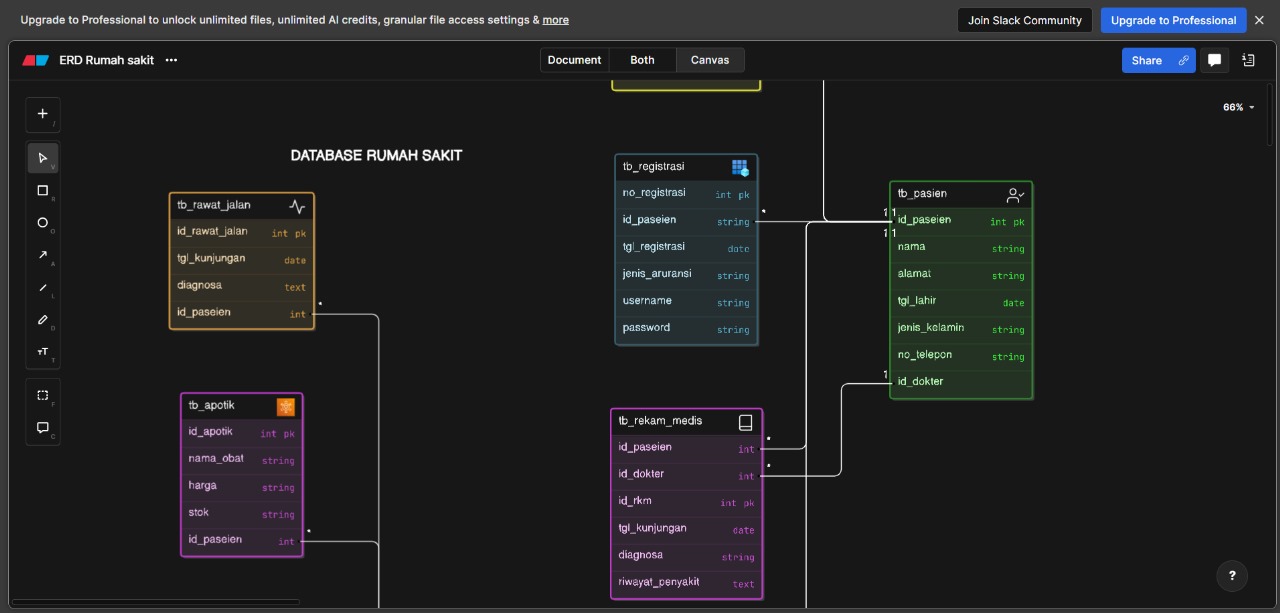 Upgrade to Professional to unlock unlimited files, unlimited AI credits, granular file access settings & more
Join Slack Community
Upgrade to Professional
ERD Rumah sakit
Document
Both
Canvas
Share
66%
DATABASE RUMAH SAKIT
tb_rawat_jalan
id_rawat_jalan int pk
tgl_kunjungan date
diagnosa text
id_paseien int
*
tb_apotik
id_apotik int pk
nama_obat string
harga string
stok string
id_paseien int
*
tb_registrasi
no_registrasi int pk
id_paseien string
tgl_registrasi date
jenis_aruransi string
username string
password string
*
tb_rekam_medis
id_paseien int
id_dokter int
id_rkm int pk
tgl_kunjungan date
diagnosa string
riwayat_penyakit text
*
*
tb_pasien
1 1
id_paseien int pk
1 1
nama string
alamat string
tgl_lahir date
jenis_kelamin string
no_telepon string
1
id_dokter
/
V
R
O
A
L
D
T
F
C
?